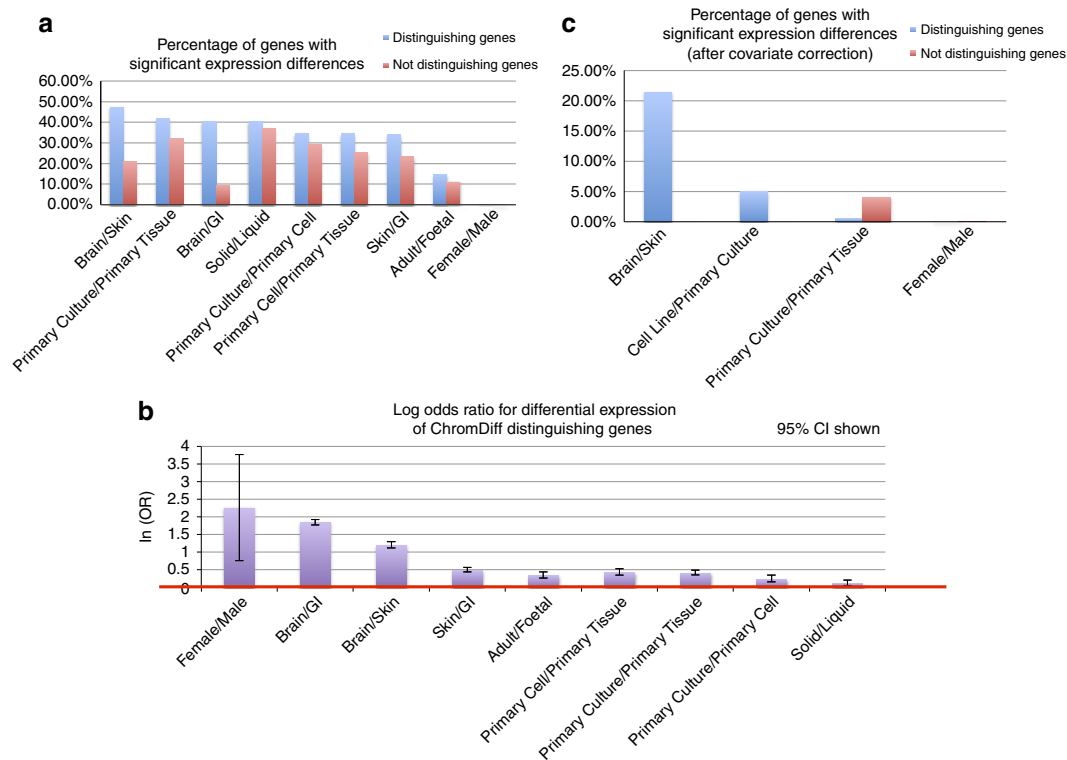 a
Percentage of genes with
significant expression differences
Distinguishing genes
Not distinguishing genes
60.00%
50.00%
40.00%
30.00%
20.00%
10.00%
0.00%
Brain/Skin
Primary Culture/Primary Tissue
Brain/GI
Solid/Liquid
Primary Culture/Primary Cell
Primary Cell/Primary Tissue
Skin/GI
Adult/Foetal
Female/Male
c
Percentage of genes with
significant expression differences
(after covariate correction)
Distinguishing genes
Not distinguishing genes
25.00%
20.00%
15.00%
10.00%
5.00%
0.00%
Brain/Skin
Cell Line/Primary Culture
Primary Culture/Primary Tissue
Female/Male
b
Log odds ratio for differential expression
of ChromDiff distinguishing genes
95% CI shown
ln (OR)
4
3.5
3
2.5
2
1.5
1
0.5
0
Female/Male
Brain/GI
Brain/Skin
Skin/GI
Adult/Foetal
Primary Cell/Primary Tissue
Primary Culture/Primary Tissue
Primary Culture/Primary Cell
Solid/Liquid